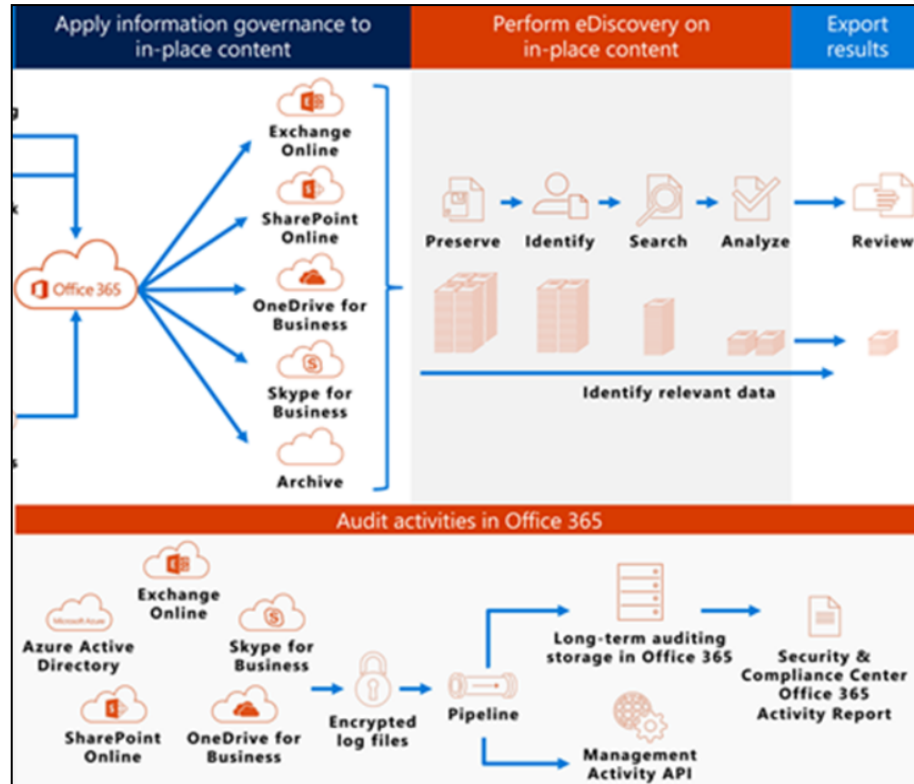 Apply information governance to
in-place content
Perform eDiscovery on
in-place content
Export
results
g
k
s
Office 365
Exchange
Online
SharePoint
Online
OneDrive for
Business
Skype for
Business
Archive
Preserve
Identify
Search
Analyze
Review
Identify relevant data
Audit activities in Office 365
Exchange
Online
Microsoft Azure
Azure Active
Directory
Skype for
Business
SharePoint
Online
OneDrive for
Business
Encrypted
log files
Pipeline
Long-term auditing
storage in Office 365
Management
Activity API
Security &
Compliance Center
Office 365
Activity Report